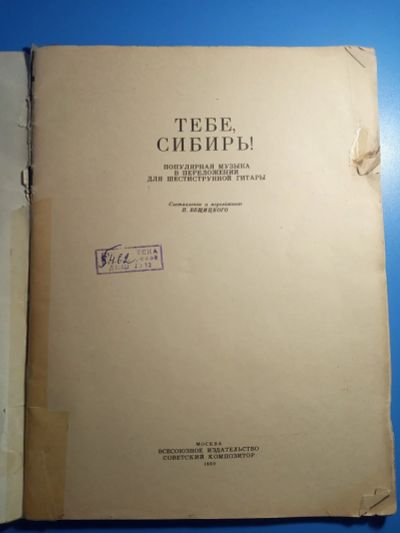 ТЕБЕ,
СИБИРЬ!
ПОПУЛЯРНАЯ МУЗЫКА
В ПЕРЕЛОЖЕНИИ
ДЛЯ ШЕСТИСТРУННОЙ ГИТАРЫ
Составление и переложение
П. ВЕЩИЦКОГО
МОСКВА
ВСЕСОЮЗНОЕ ИЗДАТЕЛЬСТВО
СОВЕТСКИЙ КОМПОЗИТОР